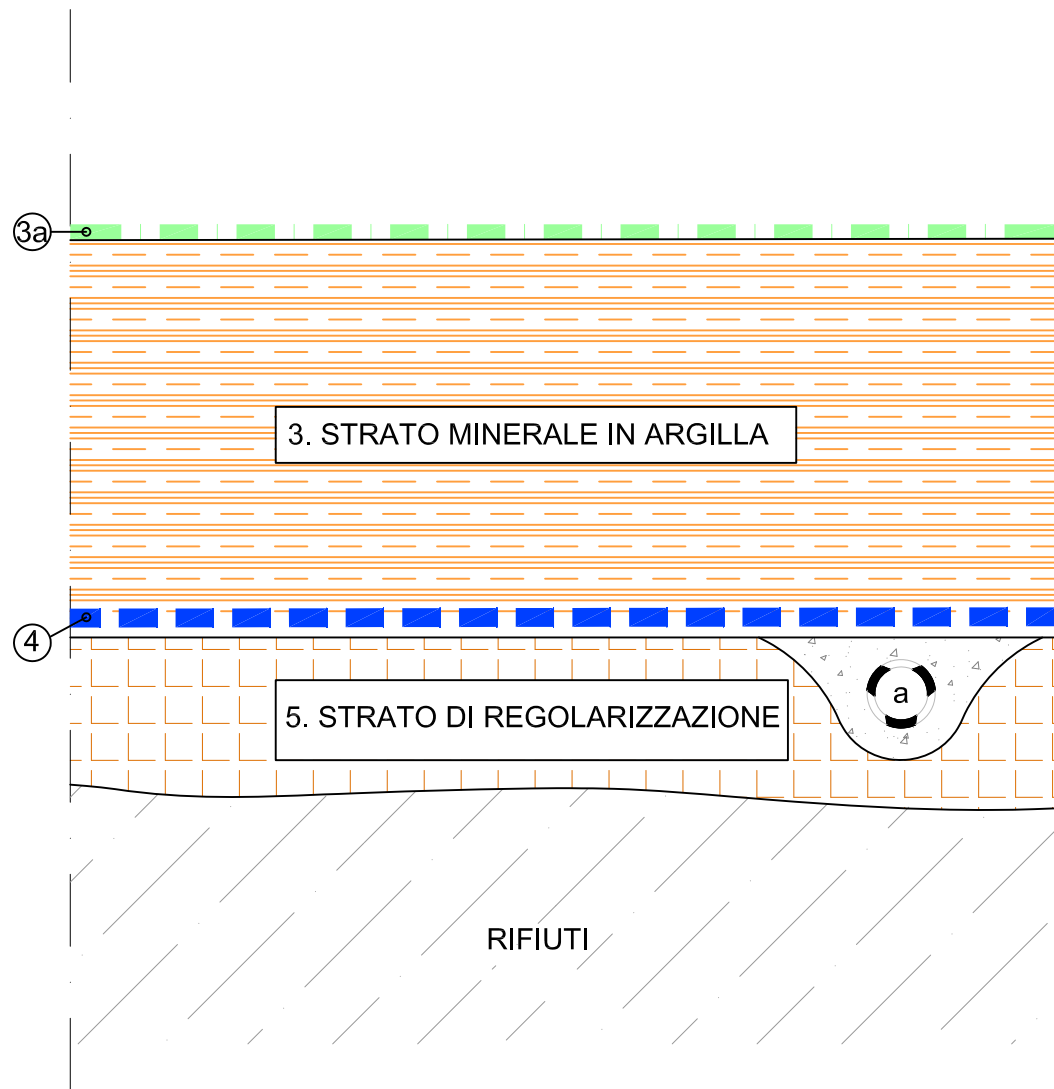 3a
3. STRATO MINERALE IN ARGILLA
4
5. STRATO DI REGOLARIZZAZIONE
a
RIFIUTI